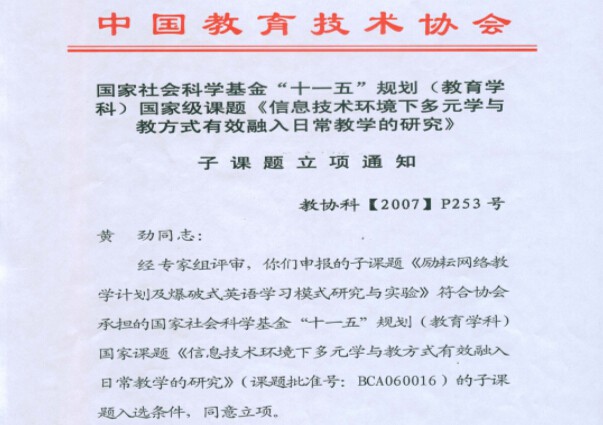 中国教育技术协会
国家社会科学基金“十一五”规划（教育学
科）国家级课题《信息技术环境下多元学与
教方式有效融入日常教学的研究》
子课题立项通知
教协科【2007】P253号
黄 劲同志：
经专家组评审，你们申报的子课题《励耘网络教
学计划及爆破式英语学习模式研究与实验》符合协会
承担的国家社会科学基金“十一五”规划（教育学科）
国家课题《信息技术环境下多元学与教方式有效融入
日常教学的研究》（课题批准号：BCA060016）的子课
题入选条件，同意立项。